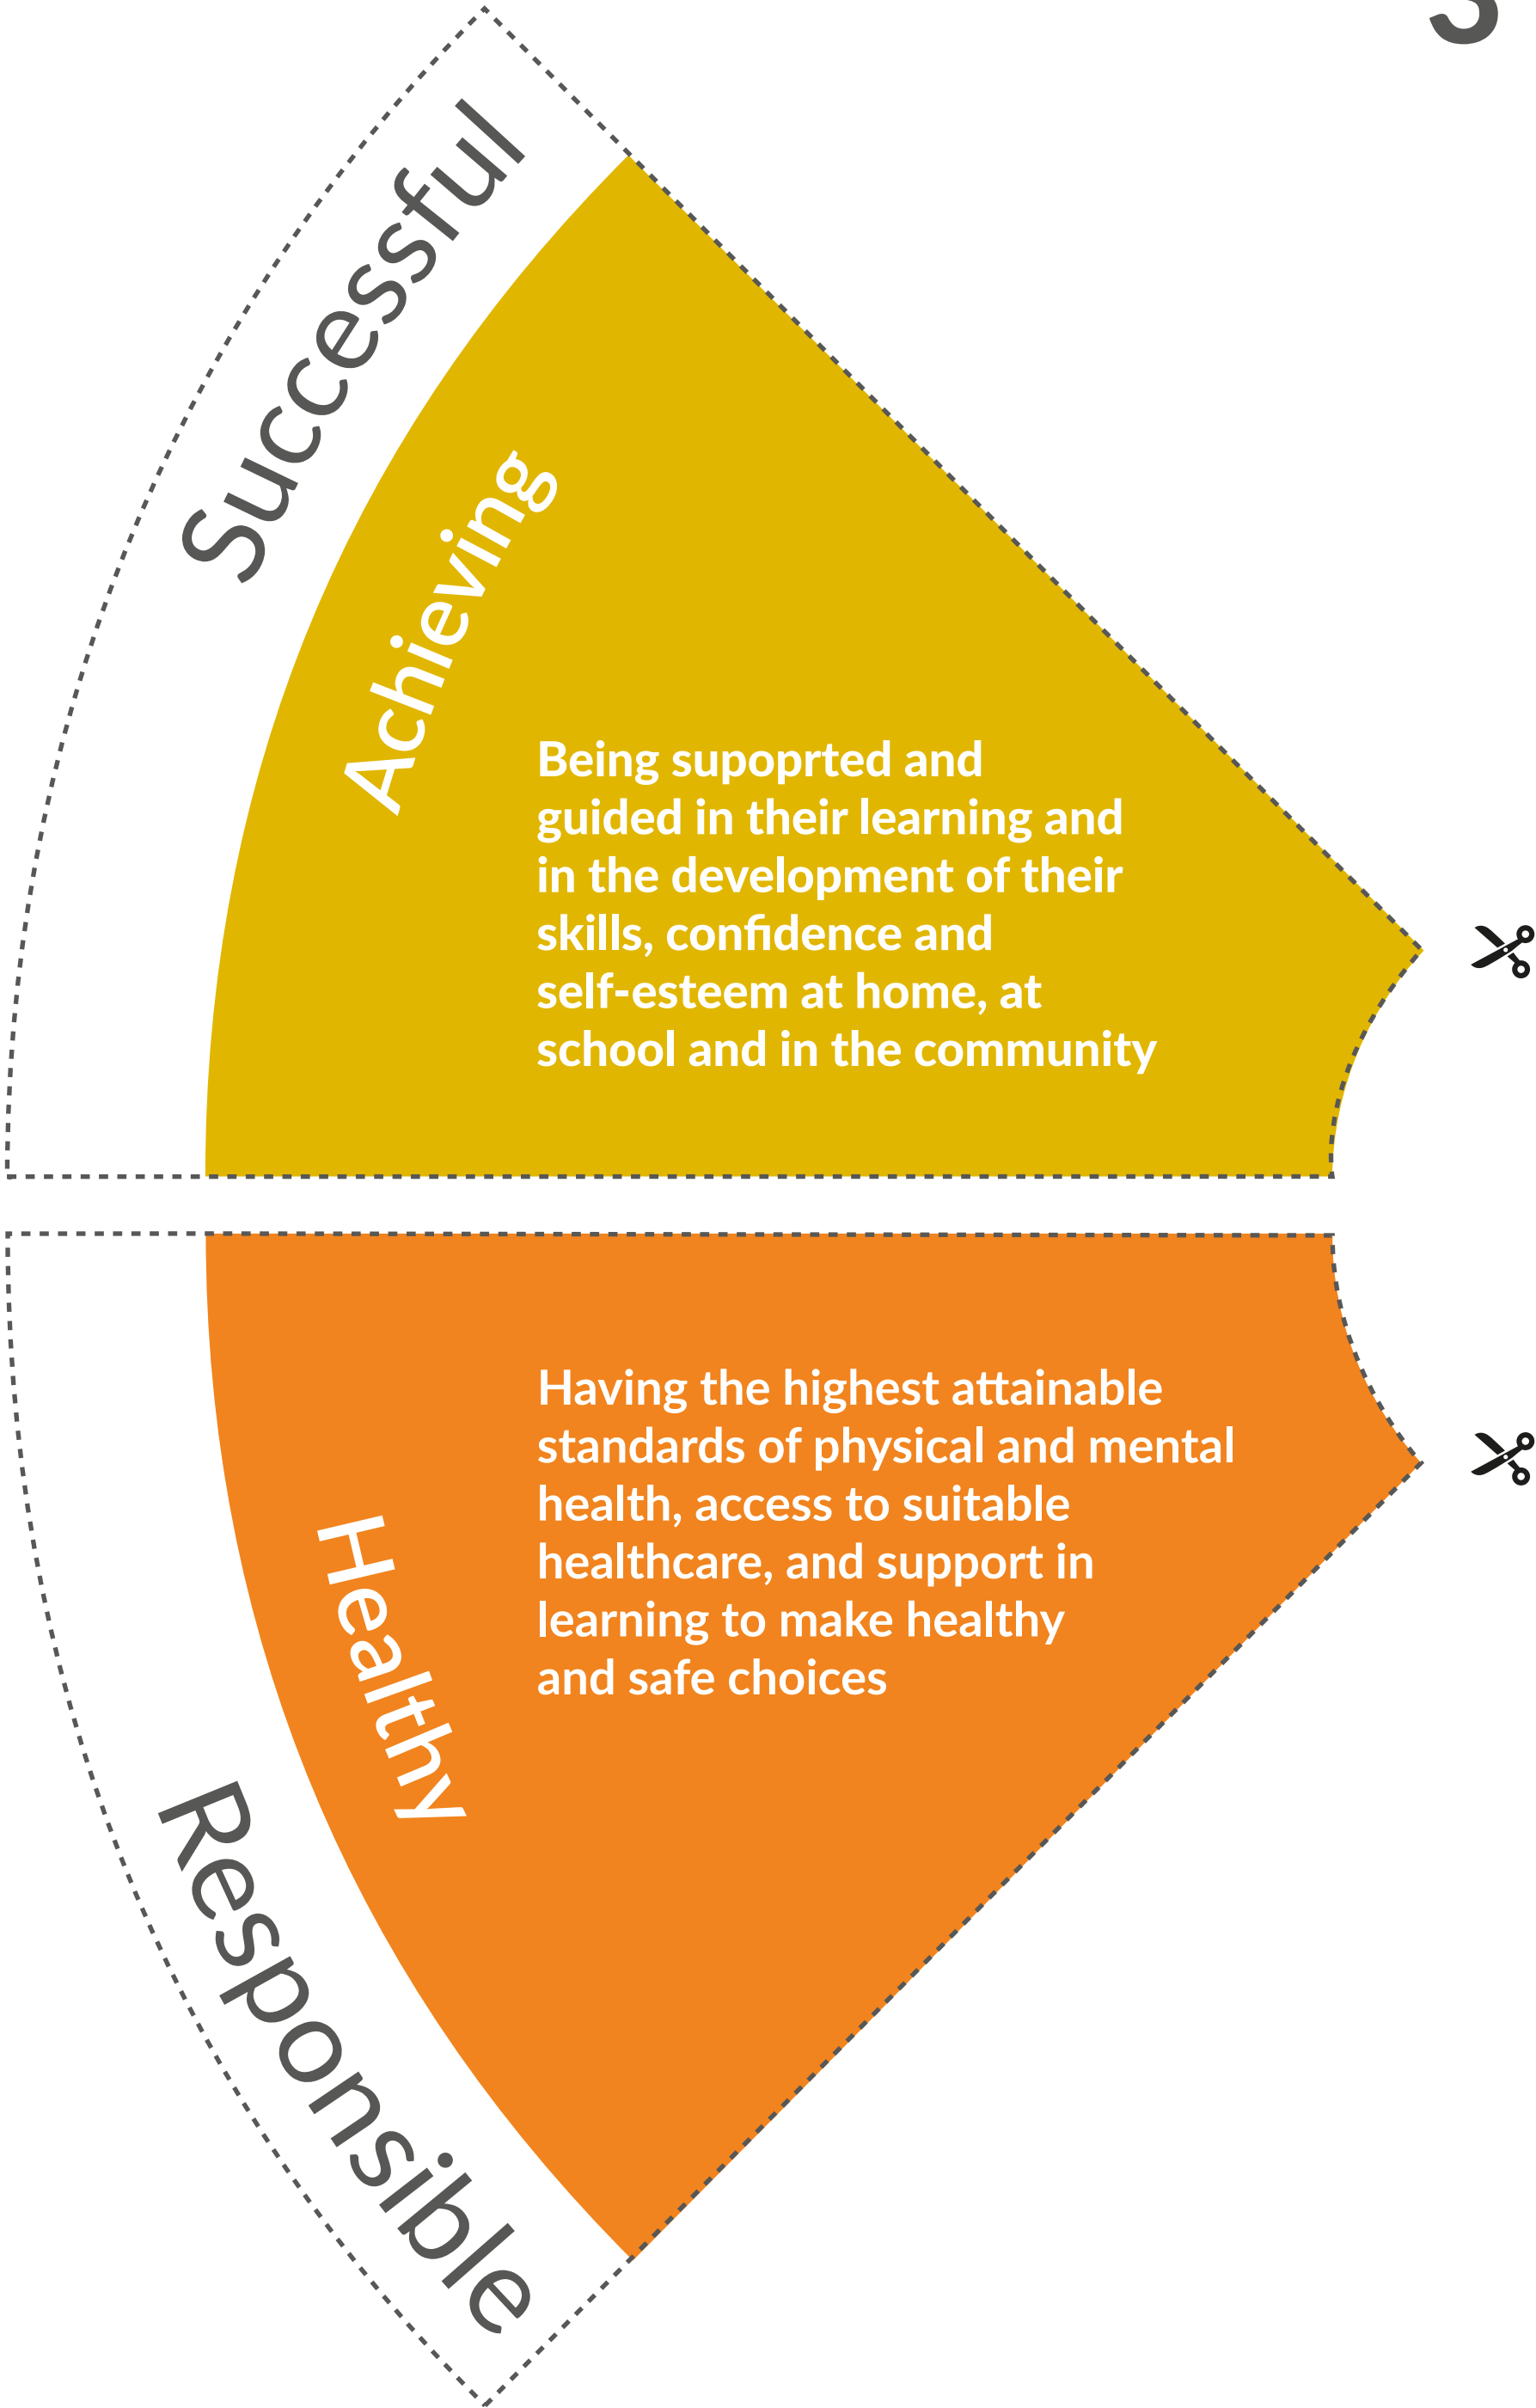 Successful
Achieving
Being supoprted and
guided in their learning and
in the development of their
skills, confidence and
self-esteem at home, at
school and in the community
Having the highest attainable
standards of physical and mental
health, access to suitable
healthcare, and support in
learning to make healthy
and safe choices
Healthy
Responsible